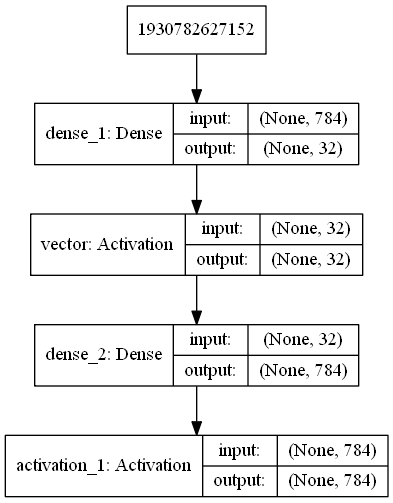 1930782627152
dense_1: Dense
input: (None, 784)
output: (None, 32)
vector: Activation
input: (None, 32)
output: (None, 32)
dense_2: Dense
input: (None, 32)
output: (None, 784)
activation_1: Activation
input: (None, 784)
output: (None, 784)